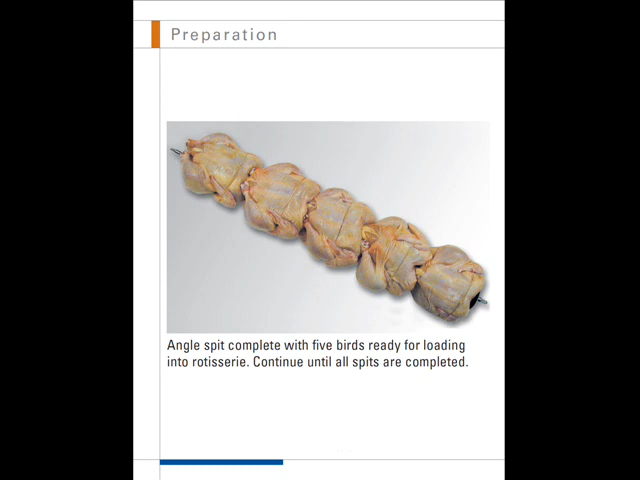 Preparation
Angle spit complete with five birds ready for loading
into rotisserie. Continue until all spits are completed.